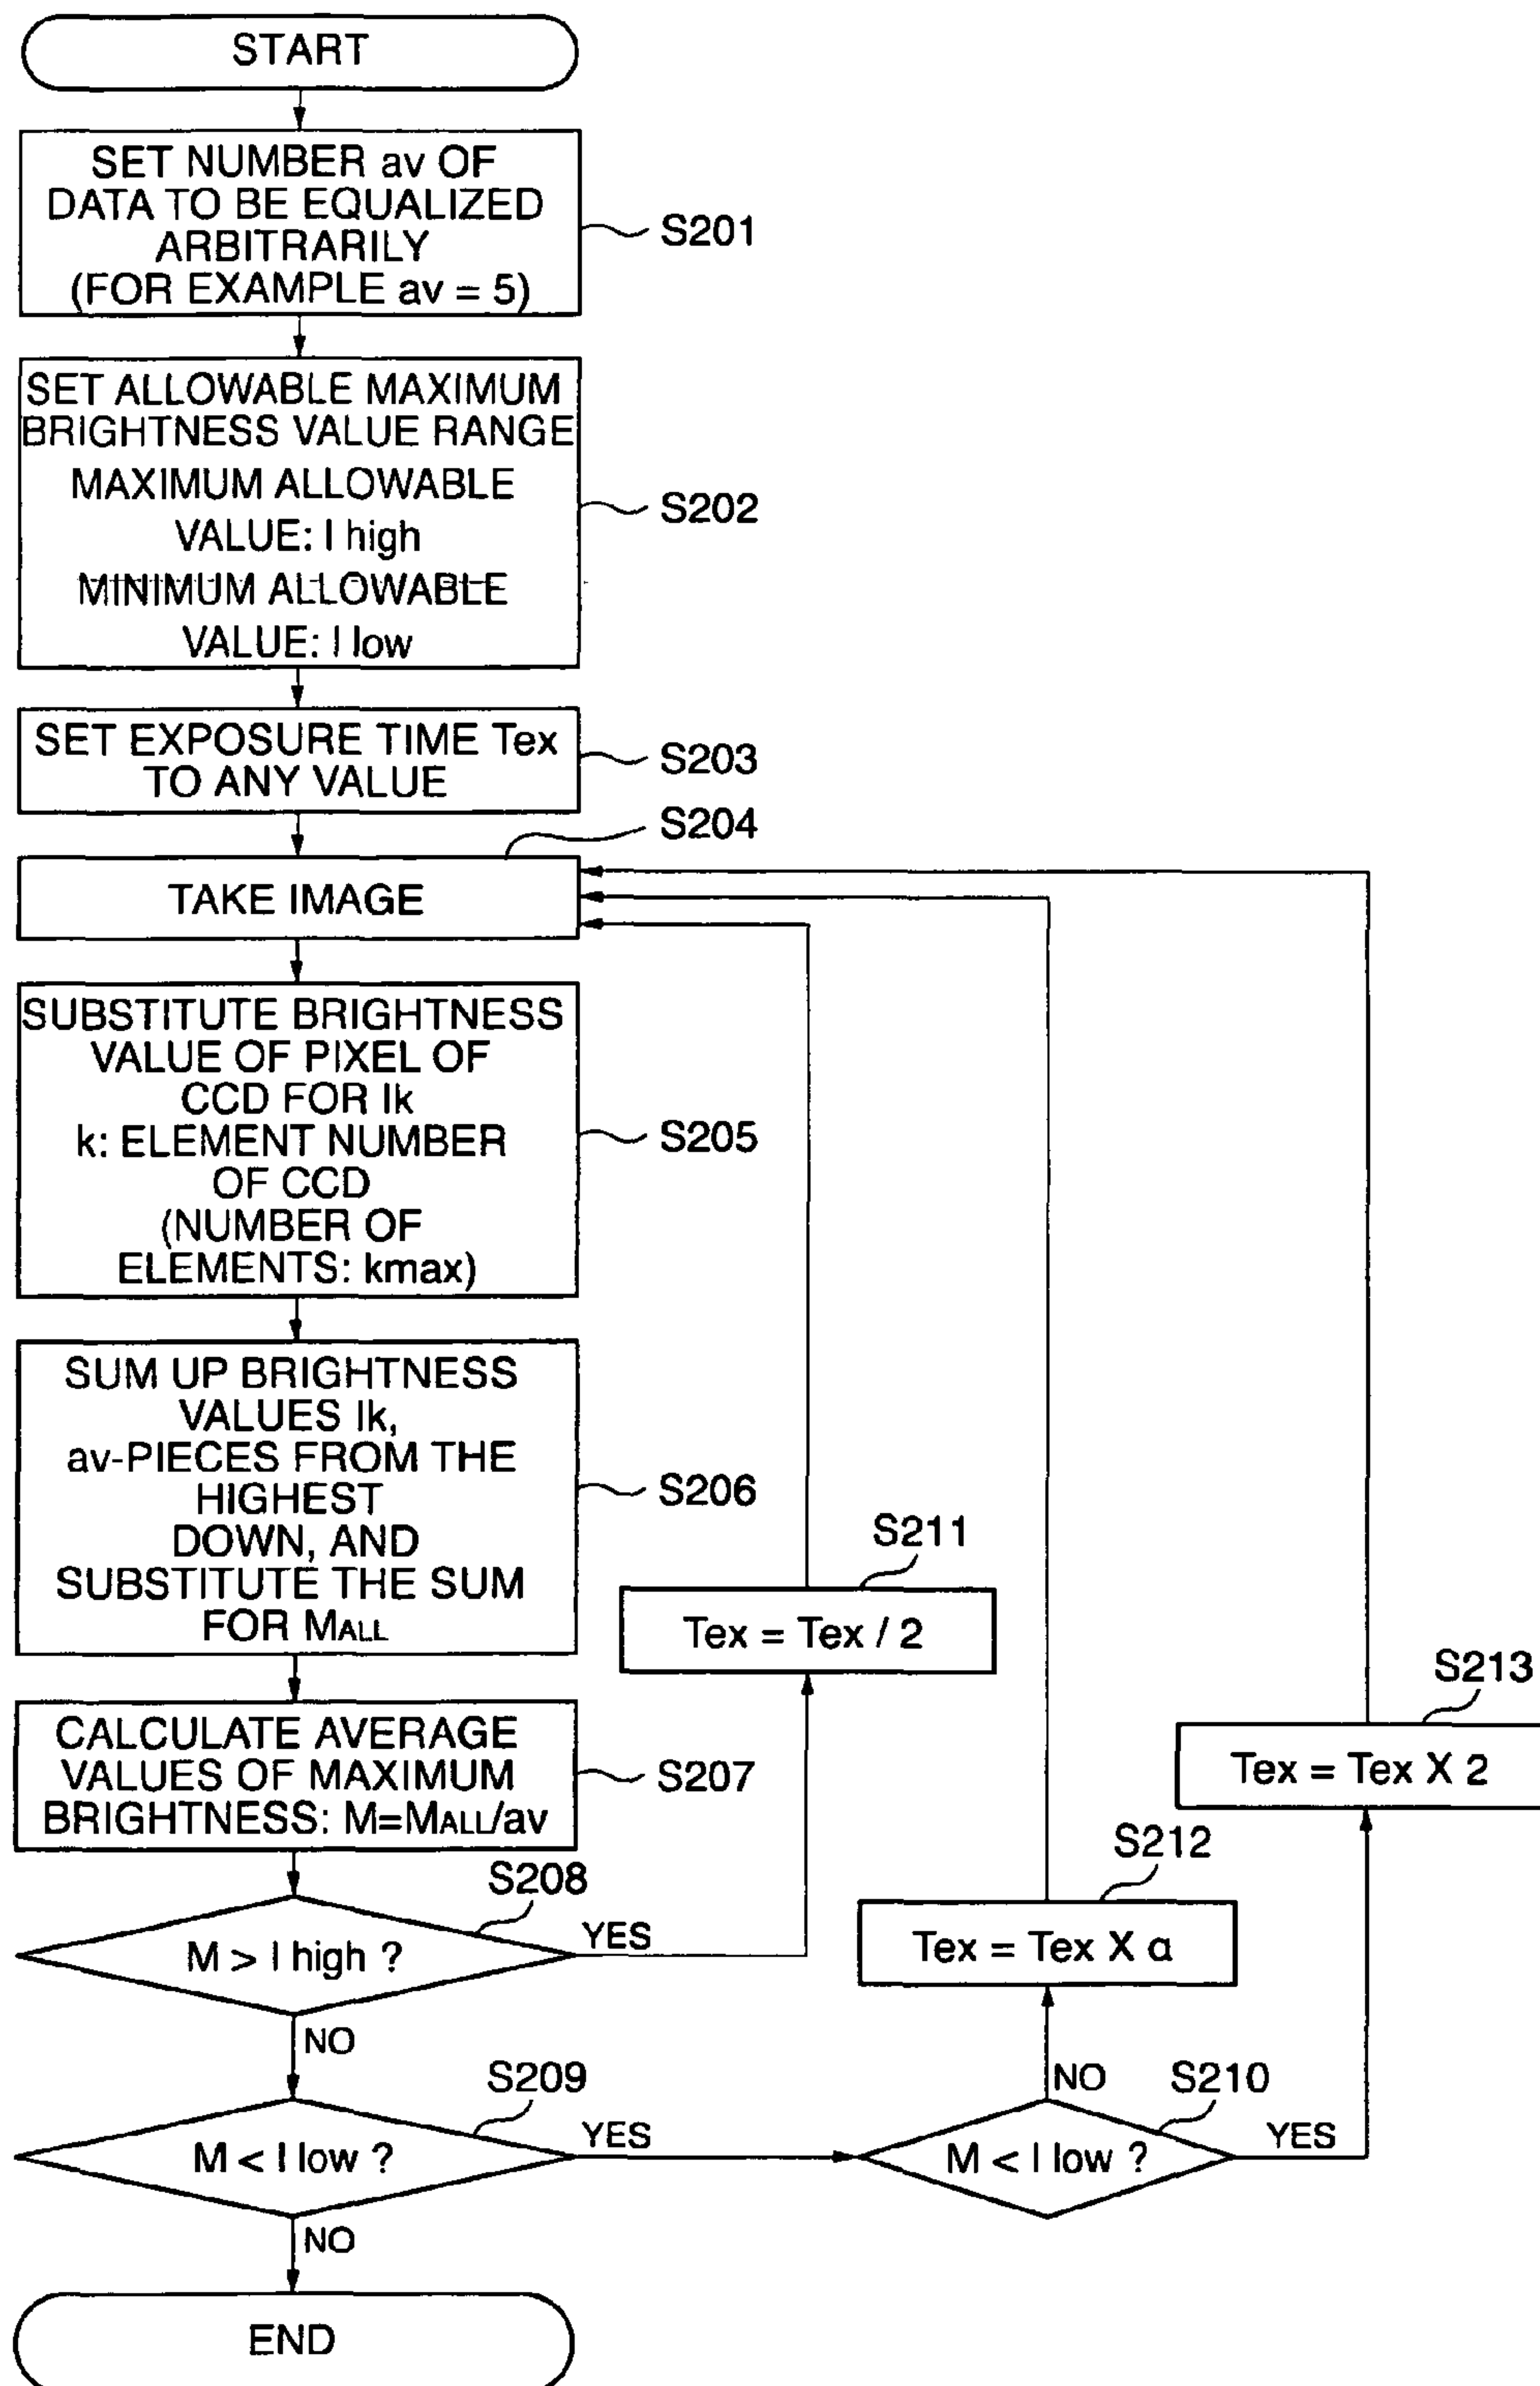 START
SET NUMBER av OF
DATA TO BE EQUALIZED
ARBITRARILY
(FOR EXAMPLE av = 5)
S201
SET ALLOWABLE MAXIMUM
BRIGHTNESS VALUE RANGE
MAXIMUM ALLOWABLE
VALUE: I high
MINIMUM ALLOWABLE
VALUE: I low
S202
SET EXPOSURE TIME Tex
TO ANY VALUE
S203
S204
TAKE IMAGE
SUBSTITUTE BRIGHTNESS
VALUE OF PIXEL OF
CCD FOR Ik
k: ELEMENT NUMBER
OF CCD
(NUMBER OF
ELEMENTS: kmax)
S205
SUM UP BRIGHTNESS
VALUES Ik,
av-PIECES FROM THE
HIGHEST
DOWN, AND
SUBSTITUTE THE SUM
FOR MALL
S206
S211
Tex = Tex / 2
S213
Tex = Tex X 2
CALCULATE AVERAGE
VALUES OF MAXIMUM
BRIGHTNESS: M=MALL/av
S207
S212
Tex = Tex X α
S208
M > I high ?
YES
NO
S209
M < I low ?
YES
NO
S210
M < I low ?
NO
YES
END